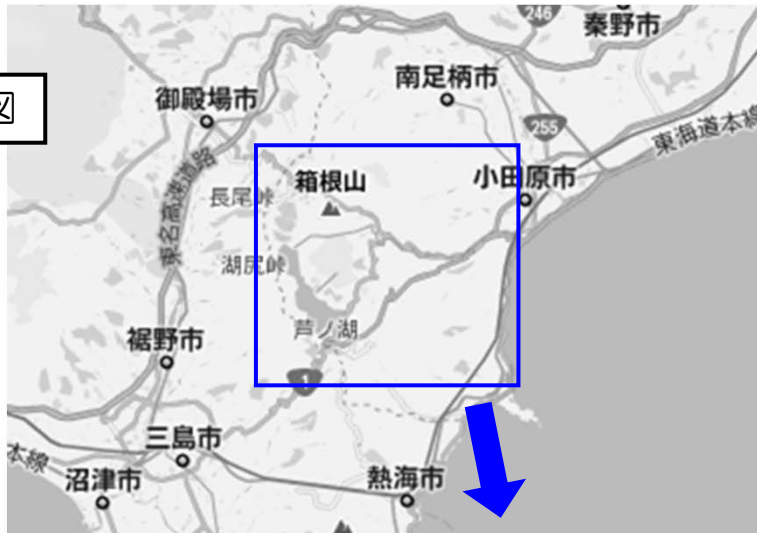 246
秦野市
図
御殿場市
南足柄市
255
東海道本線
東名高速道路
箱根山
小田原市
長尾峠
湖尻峠
芦ノ湖
裾野市
1
三島市
本線
沼津市
熱海市